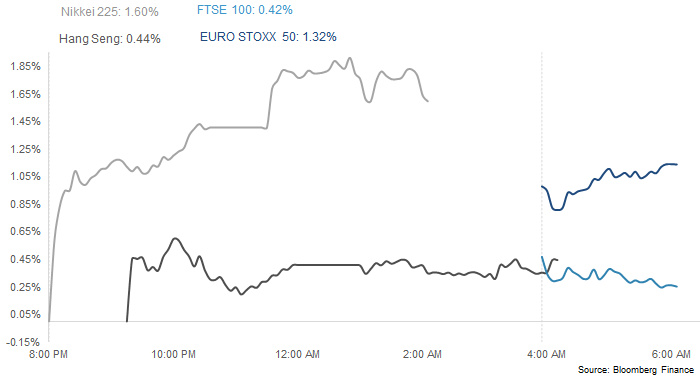 Nikkei 225: 1.60%
FTSE 100: 0.42%
Hang Seng: 0.44%
EURO STOXX 50: 1.32%
1.85%
1.65%
1.45%
1.25%
1.05%
0.85%
0.65%
0.45%
0.25%
0.05%
-0.15%
8:00 PM
10:00 PM
12:00 AM
2:00 AM
4:00 AM
6:00 AM
Source: Bloomberg Finance